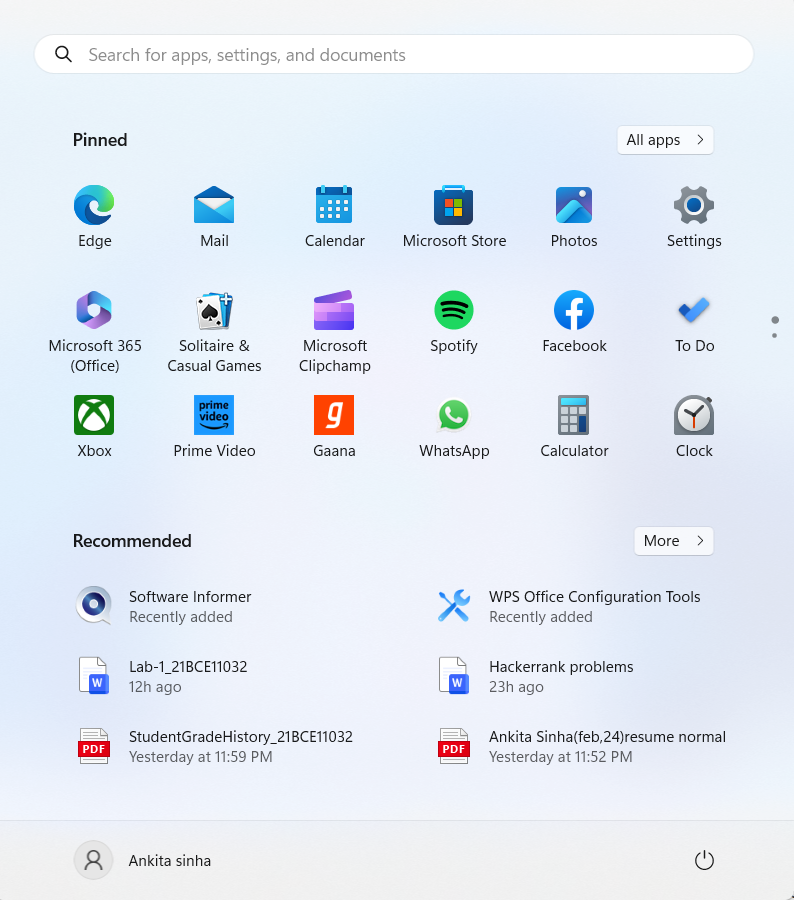 Search for apps, settings, and documents
Pinned
All apps
Edge
Mail
Calendar
Microsoft Store
Photos
Settings
Microsoft 365
(Office)
Solitaire &
Casual Games
Microsoft
Clipchamp
Spotify
Facebook
To Do
Xbox
prime
video
Prime Video
g
Gaana
WhatsApp
Calculator
Clock
Recommended
More
Software Informer
Recently added
WPS Office Configuration Tools
Recently added
W
Lab-1_21BCE11032
12h ago
W
Hackerrank problems
23h ago
PDF
StudentGradeHistory_21BCE11032
Yesterday at 11:59 PM
PDF
Ankita Sinha(feb,24)resume normal
Yesterday at 11:52 PM
Ankita sinha